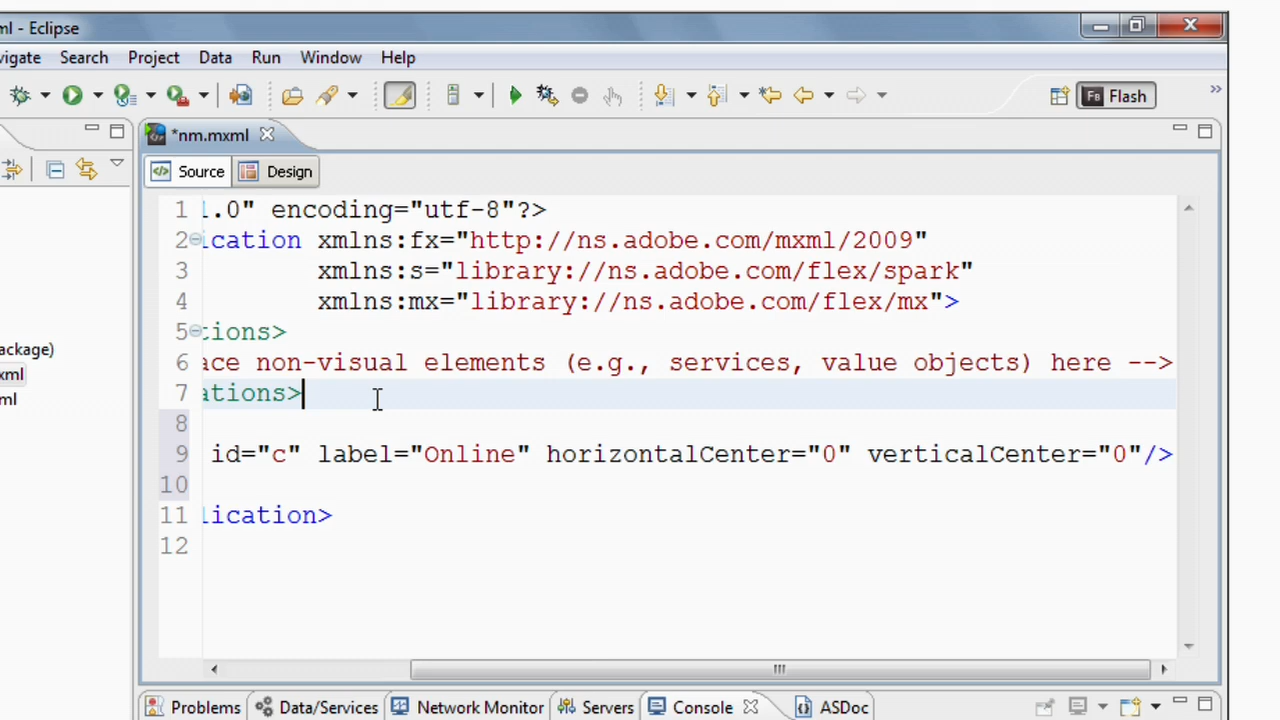 ml - Eclipse
vigate Search Project Data Run Window Help
Flash
*nm.mxml
Source Design
1 1.0" encoding="utf-8"?>
2 ication xmlns:fx="http://ns.adobe.com/mxml/2009"
3 xmlns:s="library://ns.adobe.com/flex/spark"
4 xmlns:mx="library://ns.adobe.com/flex/mx">
5 tions>
ackage)
6 ace non-visual elements (e.g., services, value objects) here -->
xml
7 ations>
ml
8
9 id="c" label="Online" horizontalCenter="0" verticalCenter="0"/>
10
11 lication>
12
Problems Data/Services Network Monitor Servers Console ASDoc